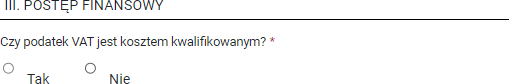 III. POSTĘP FINANSOWY
Czy podatek VAT jest kosztem kwalifikowanym? *
Tak Nie